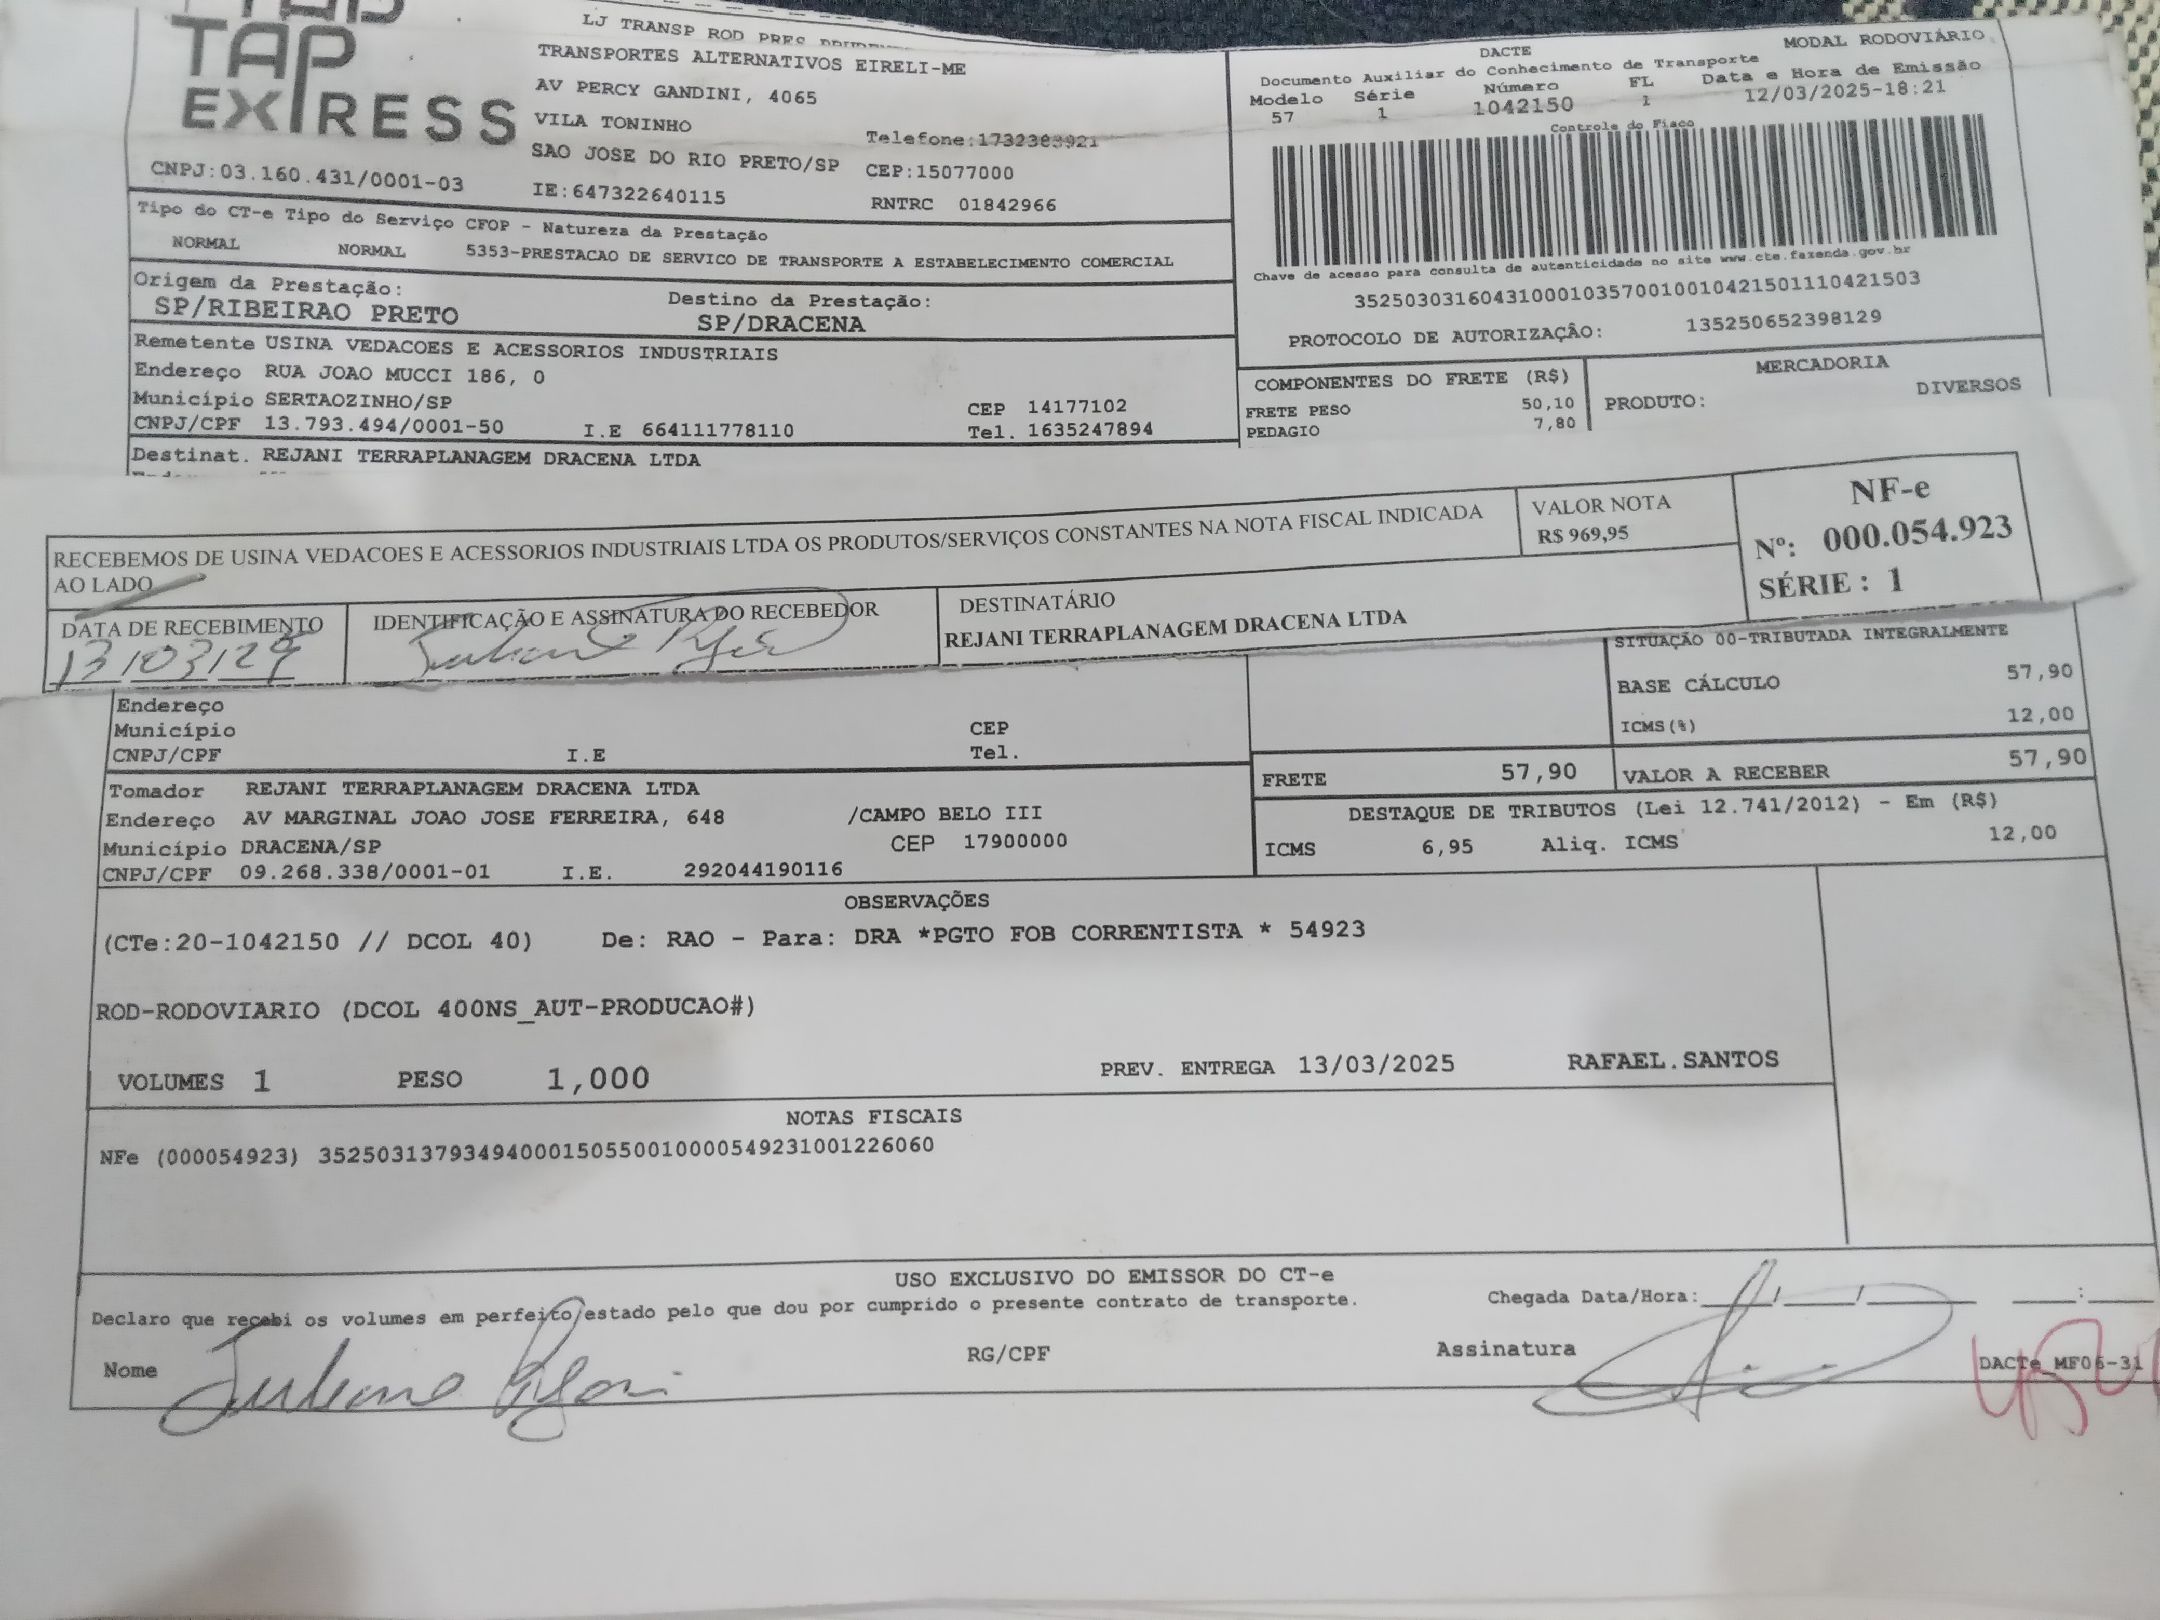 TAP
EXPRESS
LJ TRANSP ROD PRES
TRANSPORTES ALTERNATIVOS EIRELI-ME
AV PERCY GANDINI, 4065
VILA TONINHO
Telefone:1732383921
SAO JOSE DO RIO PRETO/SP CEP:15077000
CNPJ:03.160.431/0001-03
IE:647322640115 RNTRC 01842966
DACTE
MODAL RODOVIÁRIO
Documento Auxiliar do Conhecimento de Transporte
Modelo Série Número FL Data e Hora de Emissão
57 1 1042150 1 12/03/2025-18:21
Controle do Fisco
Chave de acesso para consulta de autenticidade no site www.cte.fazenda.gov.br
35250303160431000103570010010421501110421503
PROTOCOLO DE AUTORIZAÇÃO: 135250652398129
Tipo do CT-e Tipo do Serviço CFOP - Natureza da Prestação
NORMAL NORMAL 5353-PRESTACAO DE SERVICO DE TRANSPORTE A ESTABELECIMENTO COMERCIAL
Origem da Prestação: Destino da Prestação:
SP/RIBEIRAO PRETO SP/DRACENA
Remetente USINA VEDACOES E ACESSORIOS INDUSTRIAIS
Endereço RUA JOAO MUCCI 186, 0
Município SERTAOZINHO/SP CEP 14177102
CNPJ/CPF 13.793.494/0001-50 I.E 664111778110 Tel. 1635247894
Destinat. REJANI TERRAPLANAGEM DRACENA LTDA
COMPONENTES DO FRETE (R$)
FRETE PESO 50,10
PEDAGIO 7,80
MERCADORIA
PRODUTO: DIVERSOS
RECEBEMOS DE USINA VEDACOES E ACESSORIOS INDUSTRIAIS LTDA OS PRODUTOS/SERVIÇOS CONSTANTES NA NOTA FISCAL INDICADA
AO LADO
VALOR NOTA
R$ 969,95
NF-e
Nº: 000.054.923
SÉRIE : 1
DATA DE RECEBIMENTO
13/03/25
IDENTIFICAÇÃO E ASSINATURA DO RECEBEDOR
DESTINATÁRIO
REJANI TERRAPLANAGEM DRACENA LTDA
SITUAÇÃO 00-TRIBUTADA INTEGRALMENTE
BASE CÁLCULO 57,90
ICMS(%) 12,00
Endereço
Município CEP
CNPJ/CPF I.E Tel.
FRETE 57,90 VALOR A RECEBER 57,90
Tomador REJANI TERRAPLANAGEM DRACENA LTDA
Endereço AV MARGINAL JOAO JOSE FERREIRA, 648 /CAMPO BELO III
Município DRACENA/SP CEP 17900000
CNPJ/CPF 09.268.338/0001-01 I.E. 292044190116
DESTAQUE DE TRIBUTOS (Lei 12.741/2012) - Em (R$)
ICMS 6,95 Aliq. ICMS 12,00
OBSERVAÇÕES
(CTe:20-1042150 // DCOL 40) De: RAO - Para: DRA *PGTO FOB CORRENTISTA * 54923
ROD-RODOVIARIO (DCOL 400NS_AUT-PRODUCAO#)
VOLUMES 1 PESO 1,000 PREV. ENTREGA 13/03/2025 RAFAEL.SANTOS
NOTAS FISCAIS
NFe (000054923) 35250313793494000150550010000549231001226060
USO EXCLUSIVO DO EMISSOR DO CT-e
Declaro que recebi os volumes em perfeito estado pelo que dou por cumprido o presente contrato de transporte.
Chegada Data/Hora:___/___/___ ___:___
Nome Juliano RG/CPF Assinatura
DACTe MF06-31